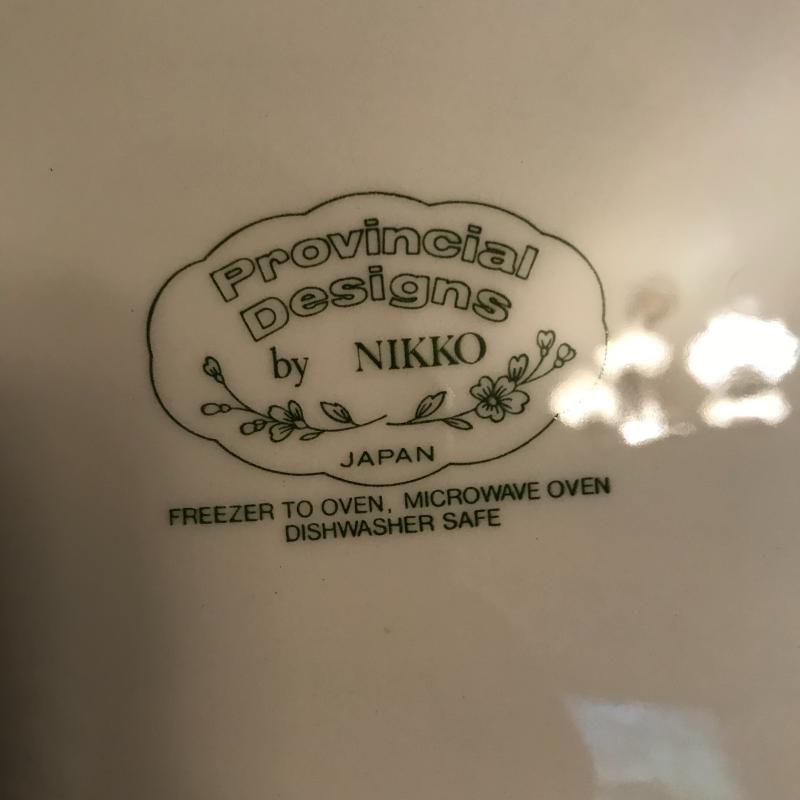 Provincial
Designs
by NIKKO
JAPAN
FREEZER TO OVEN, MICROWAVE OVEN
DISHWASHER SAFE